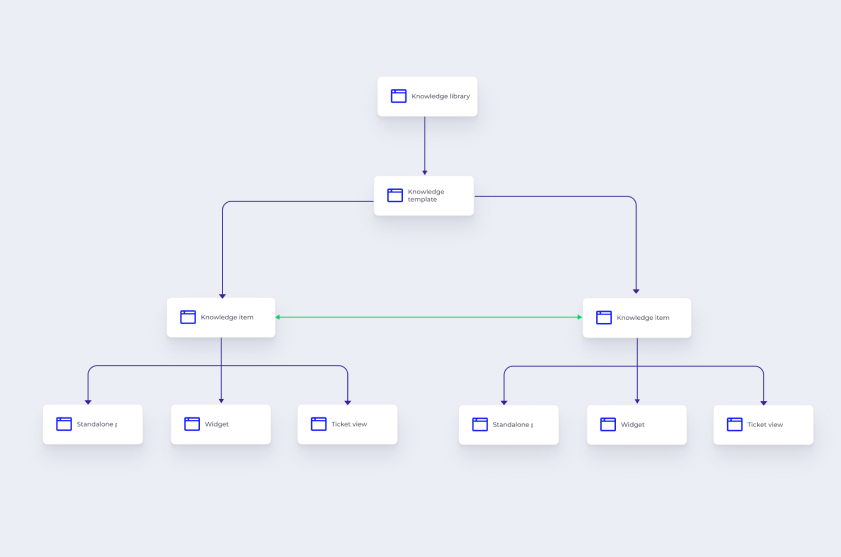 Knowledge library
Knowledge
template
Knowledge item
Knowledge item
Standalone
Widget
Ticket view
Standalone
Widget
Ticket view